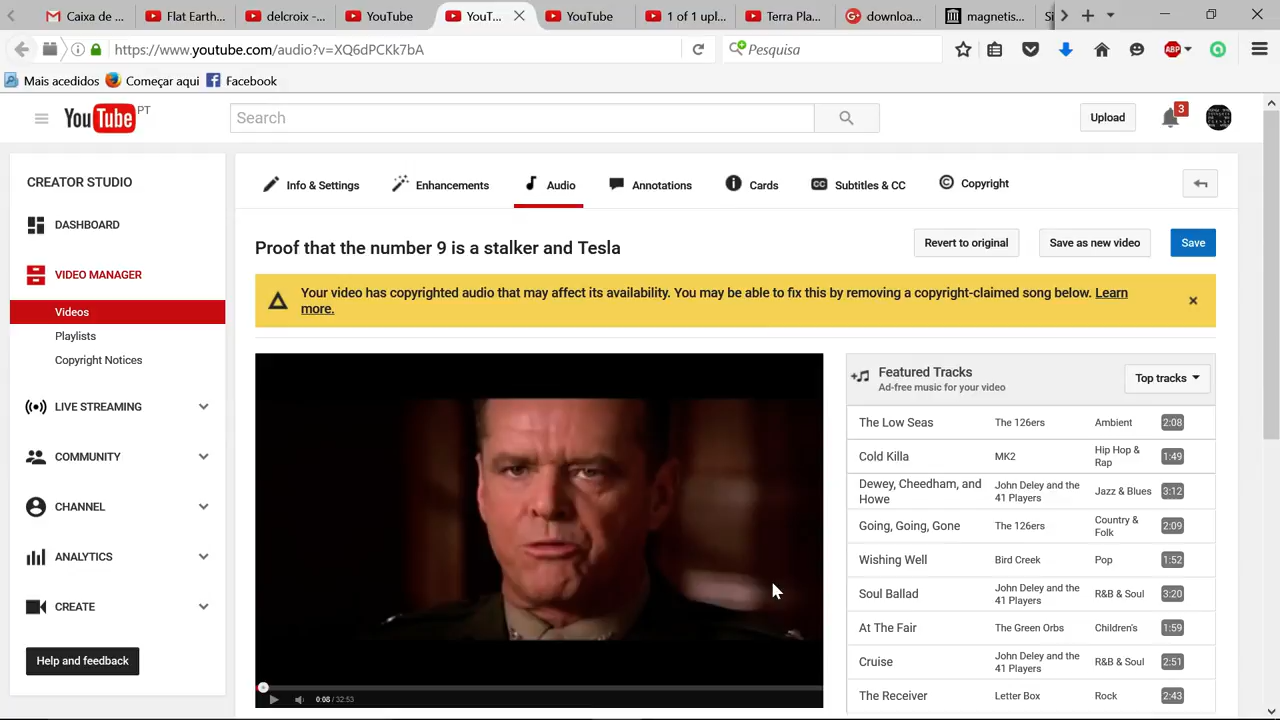 Flat Earth...
YouT...
YouT...
YouT...
1 o 1 upl...
downloa...
magnetis...
https://www.youtube.com/audio?v=XQ6dPCKk7bA
Pesquisa
ABP
Mais acedidos
Começar aqui
Facebook
YouTube PT
Search
Upload
3
CREATOR STUDIO
Info & Settings
Enhancements
Audio
Annotations
Cards
CC Subtitles & CC
Copyright
DASHBOARD
Proof that the number 9 is a stalker and Tesla
Revert to original
Save as new video
Save
VIDEO MANAGER
Your video has copyrighted audio that may affect its availability. You may be able to fix this by removing a copyright-claimed song below. Learn
more.
Videos
Playlists
Copyright Notices
LIVE STREAMING
COMMUNITY
CHANNEL
ANALYTICS
CREATE
Help and feedback
0:08 / 32:53
Featured Tracks
Ad-free music for your video
Top tracks
The Low Seas The 126ers Ambient 2:08
Cold Killa MK2 Hip Hop & Rap 1:49
Dewey, Cheedham, and Howe John Deley and the 41 Players Jazz & Blues 3:12
Going, Going, Gone The 126ers Country & Folk 2:09
Wishing Well Bird Creek Pop 1:52
Soul Ballad John Deley and the 41 Players R&B & Soul 3:20
At The Fair The Green Orbs Children's 1:59
Cruise John Deley and the 41 Players R&B & Soul 2:51
The Receiver Letter Box Rock 2:43